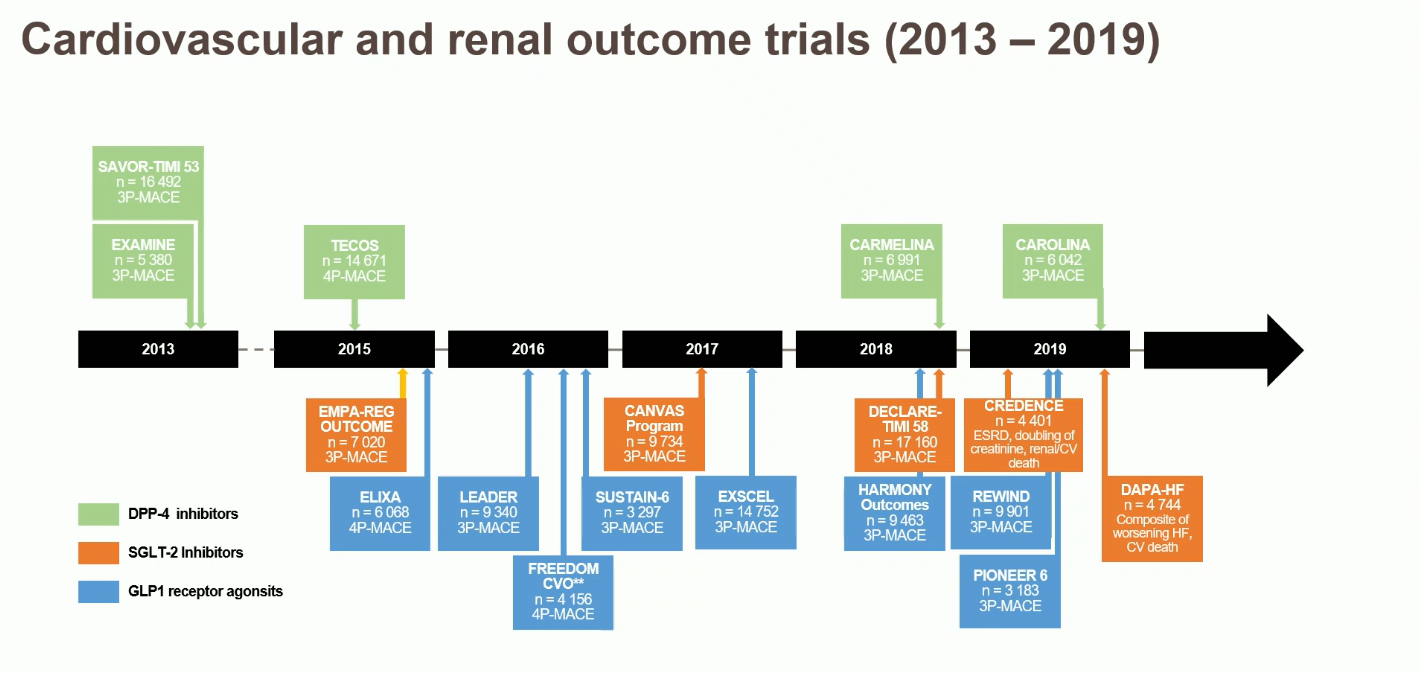 Cardiovascular and renal outcome trials (2013 – 2019)
SAVOR-TIMI 53
n = 16 492
3P-MACE
EXAMINE
n = 5 380
3P-MACE
TECOS
n = 14 671
4P-MACE
CARMELINA
n = 6 991
3P-MACE
CAROLINA
n = 6 042
3P-MACE
2013
2015
2016
2017
2018
2019
EMPA-REG
OUTCOME
n = 7 020
3P-MACE
CANVAS
Program
n = 9 734
3P-MACE
DECLARE-
TIMI 58
n = 17 160
3P-MACE
CREDENCE
n = 4 401
ESRD, doubling of
creatinine, renal/CV
death
ELIXA
n = 6 068
4P-MACE
LEADER
n = 9 340
3P-MACE
SUSTAIN-6
n = 3 297
3P-MACE
EXSCEL
n = 14 752
3P-MACE
HARMONY
Outcomes
n = 9 463
3P-MACE
REWIND
n = 9 901
3P-MACE
DAPA-HF
n = 4 744
Composite of
worsening HF,
CV death
FREEDOM
CVO**
n = 4 156
4P-MACE
PIONEER 6
n = 3 183
3P-MACE
DPP-4 inhibitors
SGLT-2 Inhibitors
GLP1 receptor agonsits